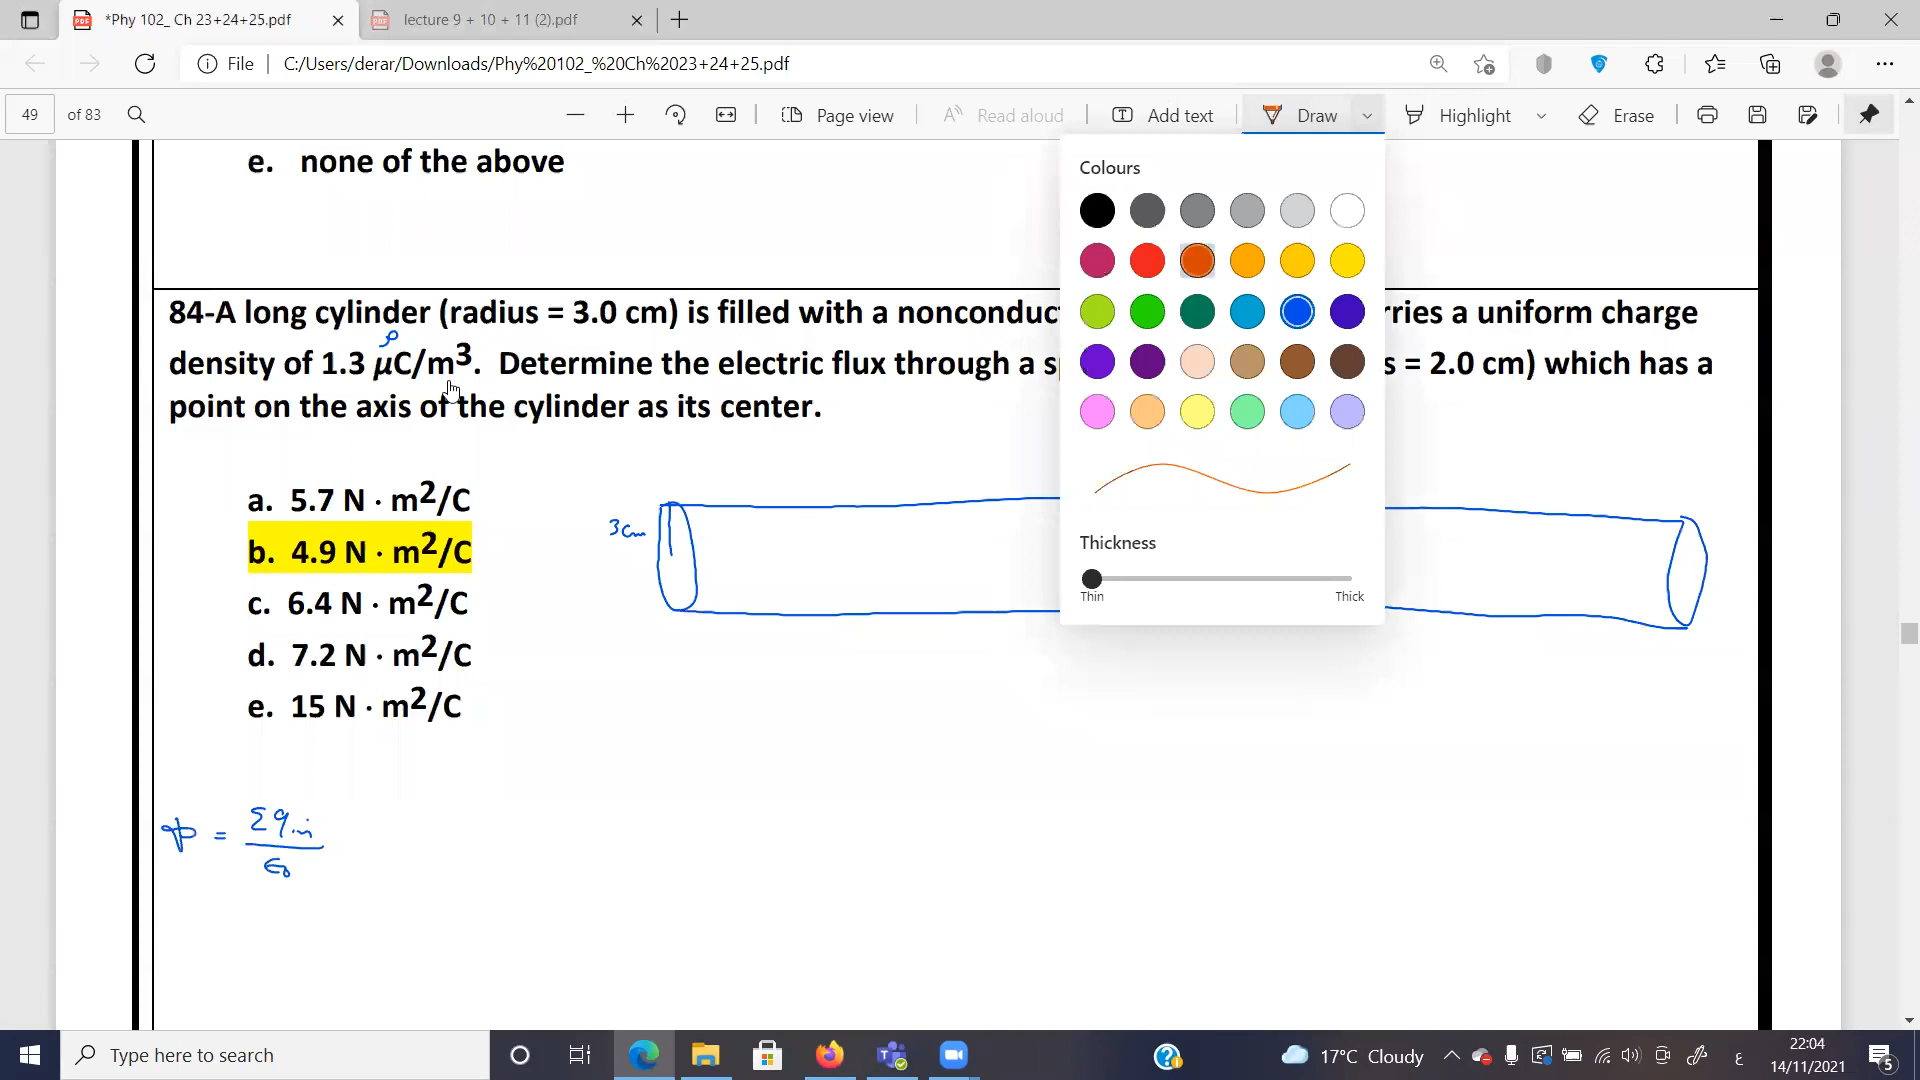 *Phy 102_ Ch 23+24+25.pdf
lecture 9 + 10 + 11 (2).pdf
File
C:/Users/derar/Downloads/Phy%20102_%20Ch%2023+24+25.pdf
49 of 83
Page view
Read aloud
Add text
Draw
Highlight
Erase
e. none of the above
Colours
Thickness
Thin
Thick
84-A long cylinder (radius = 3.0 cm) is filled with a nonconduc rries a uniform charge
ρ
density of 1.3 μC/m3. Determine the electric flux through a s s = 2.0 cm) which has a
point on the axis of the cylinder as its center.
a. 5.7 N · m2/C
b. 4.9 N · m2/C
c. 6.4 N · m2/C
d. 7.2 N · m2/C
e. 15 N · m2/C
3cm
Φ = Σq in
ϵ0
Type here to search
17°C Cloudy
ع
22:04
14/11/2021
5